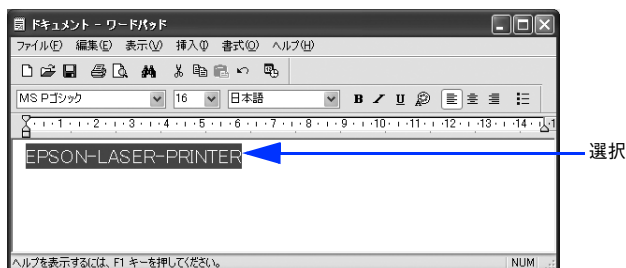 ドキュメント - ワードパッド
ファイル(F) 編集(E) 表示(V) 挿入(I) 書式(O) ヘルプ(H)
MS Pゴシック 16 日本語 B / U
1 2 3 4 5 6 7 8 9 10 11 12 13 14 1
EPSON-LASER-PRINTER
選択
ヘルプを表示するには、F1 キーを押してください。 NUM